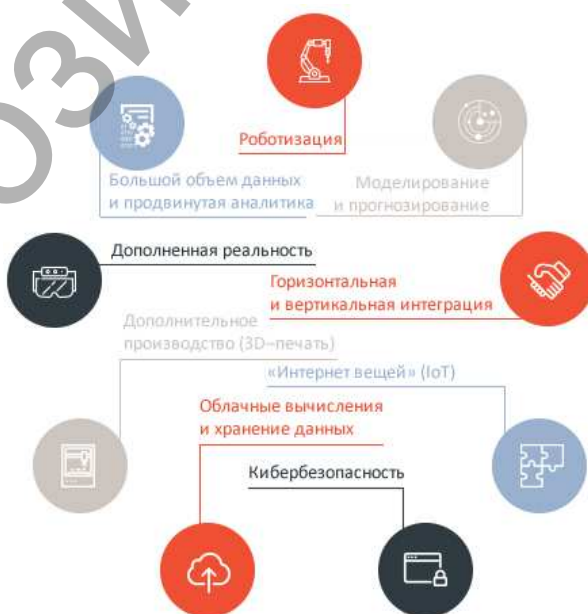 Роботизация
Большой объем данных
и продвинутая аналитика
Моделирование
и прогнозирование
Дополненная реальность
Горизонтальная
и вертикальная интеграция
Дополнительное
производство (3D–печать)
«Интернет вещей» (IoT)
Облачные вычисления
и хранение данных
Кибербезопасность